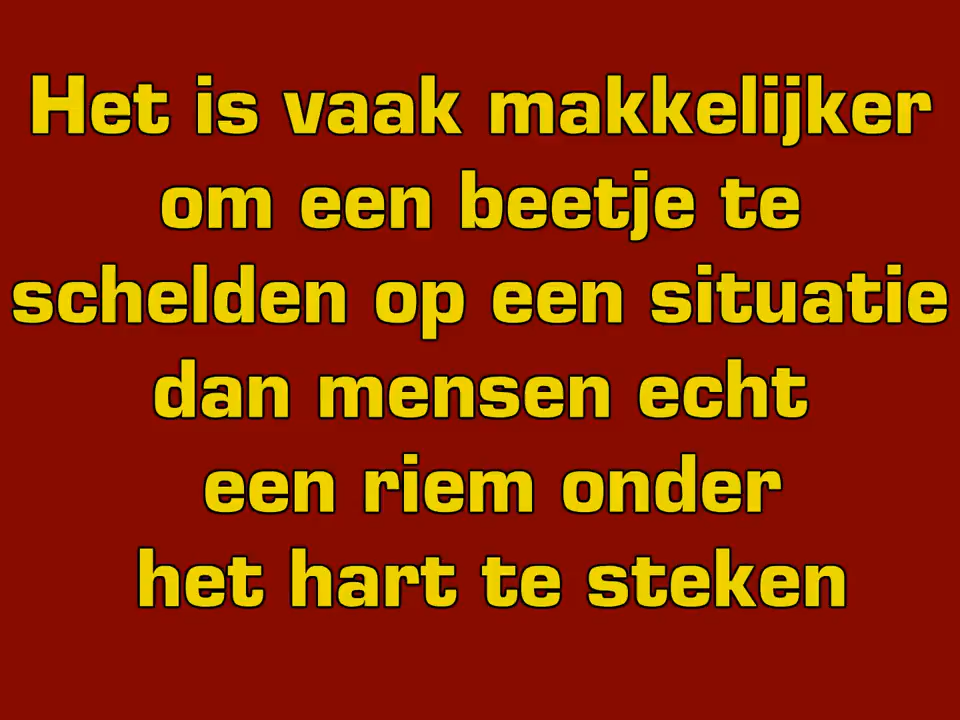 Het is vaak makkelijker
om een beetje te
schelden op een situatie
dan mensen echt
een riem onder
het hart te steken